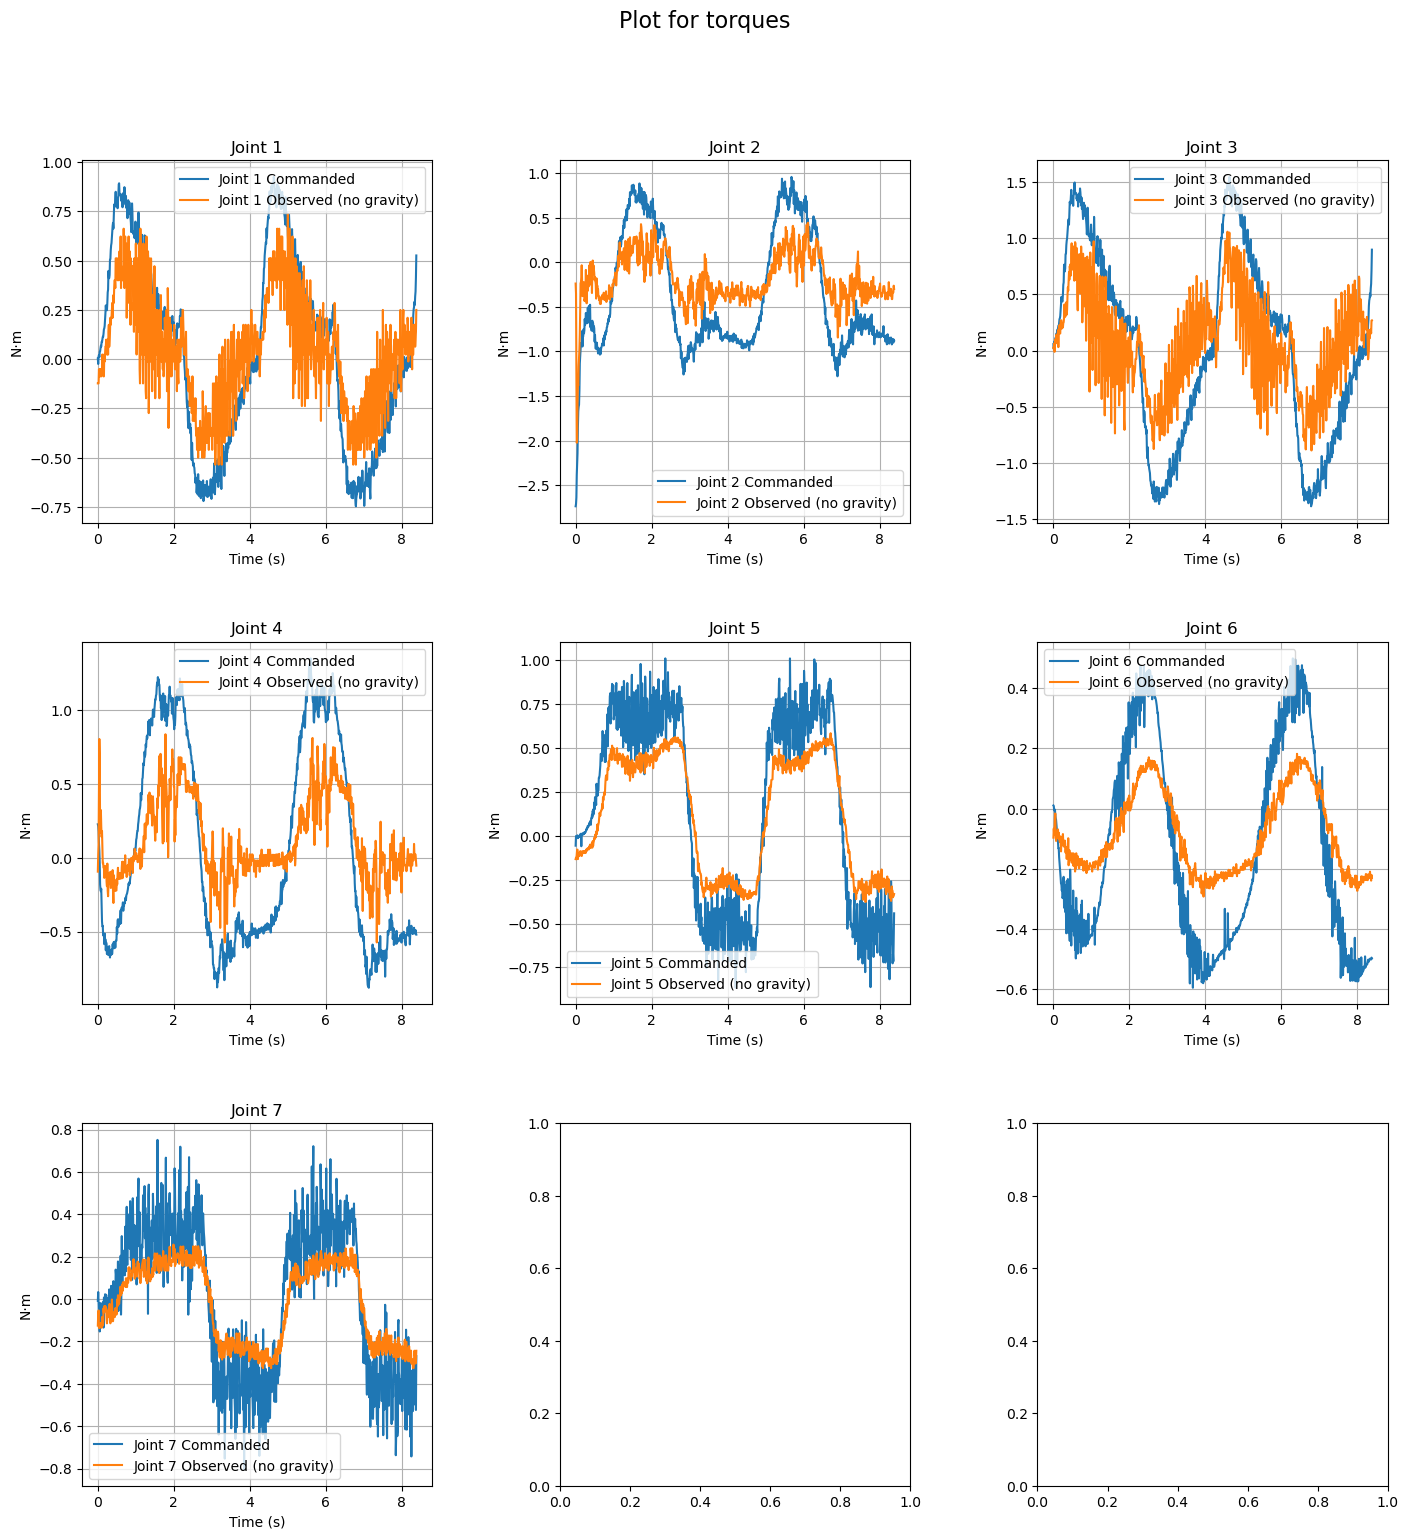 Plot for torques
Joint 1
Joint 1 Commanded
Joint 1 Observed (no gravity)
1.00
0.75
0.50
0.25
0.00
−0.25
−0.50
−0.75
N·m
0 2 4 6 8
Time (s)
Joint 2
Joint 2 Commanded
Joint 2 Observed (no gravity)
1.0
0.5
0.0
−0.5
−1.0
−1.5
−2.0
−2.5
N·m
0 2 4 6 8
Time (s)
Joint 3
Joint 3 Commanded
Joint 3 Observed (no gravity)
1.5
1.0
0.5
0.0
−0.5
−1.0
−1.5
N·m
0 2 4 6 8
Time (s)
Joint 4
Joint 4 Commanded
Joint 4 Observed (no gravity)
1.0
0.5
0.0
−0.5
N·m
0 2 4 6 8
Time (s)
Joint 5
Joint 5 Commanded
Joint 5 Observed (no gravity)
1.00
0.75
0.50
0.25
0.00
−0.25
−0.50
−0.75
N·m
0 2 4 6 8
Time (s)
Joint 6
Joint 6 Commanded
Joint 6 Observed (no gravity)
0.4
0.2
0.0
−0.2
−0.4
−0.6
N·m
0 2 4 6 8
Time (s)
Joint 7
Joint 7 Commanded
Joint 7 Observed (no gravity)
0.8
0.6
0.4
0.2
0.0
−0.2
−0.4
−0.6
−0.8
N·m
0 2 4 6 8
Time (s)
1.0
0.8
0.6
0.4
0.2
0.0
0.0 0.2 0.4 0.6 0.8 1.0
1.0
0.8
0.6
0.4
0.2
0.0
0.0 0.2 0.4 0.6 0.8 1.0